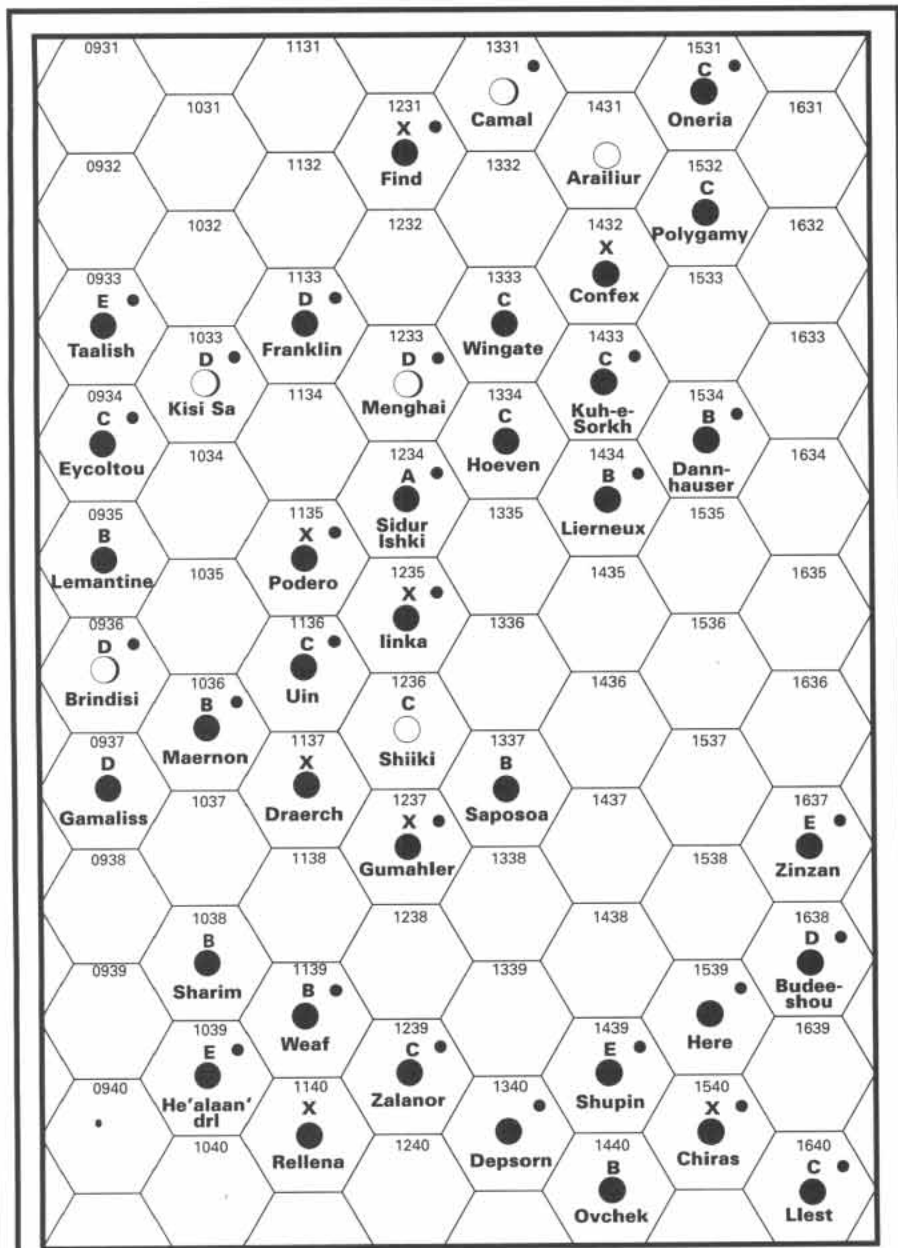 0931
1131
1331
Camal
1531
C
Oneria
1031
1231
X
Find
1431
Arailiur
1631
0932
1132
1332
1532
C
Polygamy
1032
1232
1432
X
Confex
1632
0933
E
Taalish
1133
D
Franklin
1333
C
Wingate
1533
1033
D
Kisi Sa
1233
D
Menghai
1433
C
Kuh-e-
Sorkh
1633
0934
C
Eycoltou
1134
1334
C
Hoeven
1534
B
Dann-
hauser
1034
1234
A
Sidur
Ishki
1434
B
Lierneux
1634
0935
B
Lemantine
1135
X
Podero
1335
1535
1035
1235
X
Iinka
1435
1635
0936
D
Brindisi
1136
C
Uin
1336
1536
1036
B
Maernon
1236
C
Shiiki
1436
1636
0937
D
Gamaliss
1137
X
Draerch
1337
B
Saposoa
1537
1037
1237
X
Gumahler
1437
1637
E
Zinzan
0938
1138
1338
1538
1038
B
Sharim
1238
1438
1638
D
Budee-
shou
0939
1139
B
Weaf
1339
1539
Here
1039
E
He'alaan'
drl
1239
C
Zalanor
1439
E
Shupin
1639
0940
1140
X
Rellena
1340
Depsorn
1540
X
Chiras
1040
1240
1440
B
Ovchek
1640
C
Llest